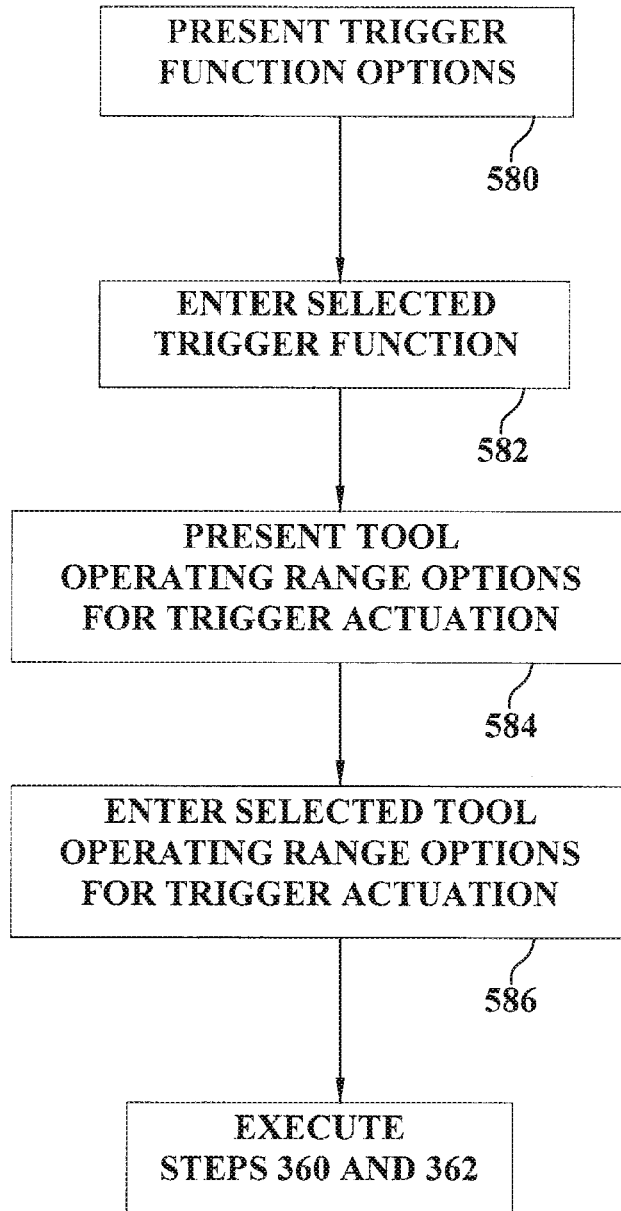 PRESENT TRIGGER
FUNCTION OPTIONS
580
ENTER SELECTED
TRIGGER FUNCTION
582
PRESENT TOOL
OPERATING RANGE OPTIONS
FOR TRIGGER ACTUATION
584
ENTER SELECTED TOOL
OPERATING RANGE OPTIONS
FOR TRIGGER ACTUATION
586
EXECUTE
STEPS 360 AND 362